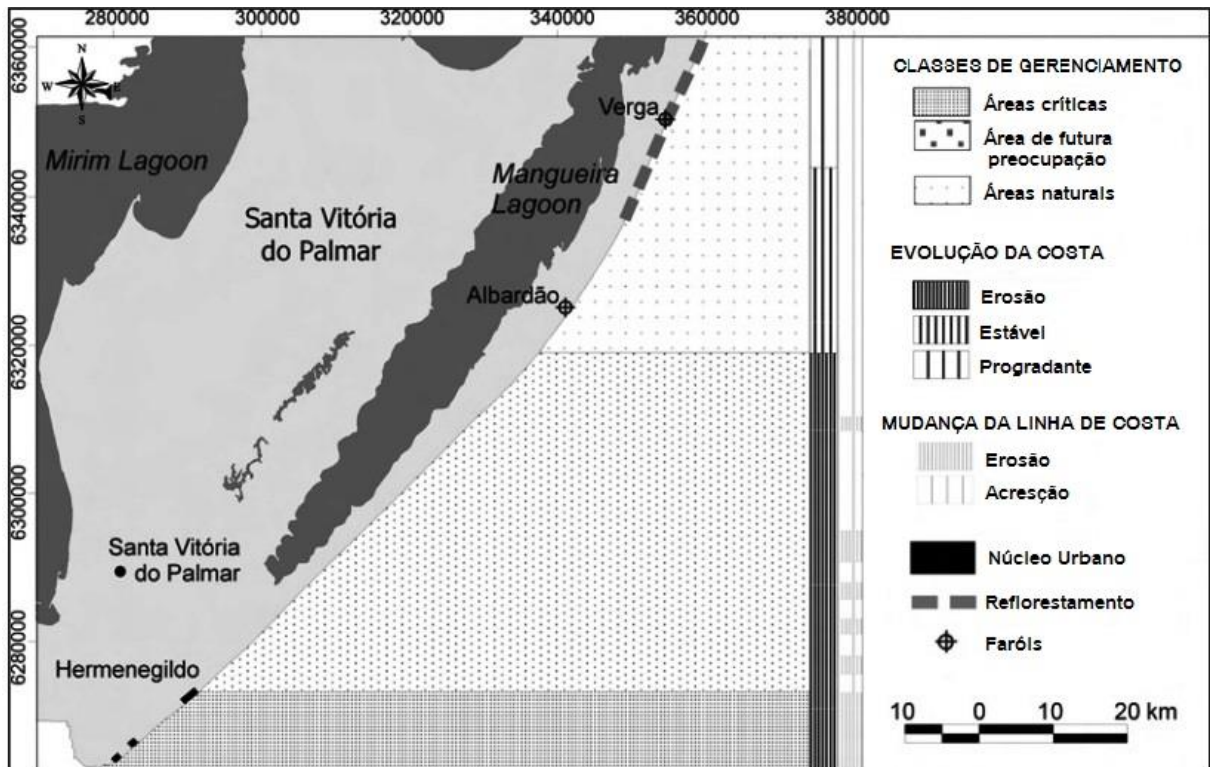 280000 300000 320000 340000 360000 380000
6360000
6340000
6320000
6300000
6280000
N
W E
S
Mirim Lagoon
Verga
Mangueira
Lagoon
Santa Vitória
do Palmar
Albardão
Santa Vitória
do Palmar
Hermenegildo
CLASSES DE GERENCIAMENTO
Áreas críticas
Área de futura
preocupação
Áreas naturais
EVOLUÇÃO DA COSTA
Erosão
Estável
Progradante
MUDANÇA DA LINHA DE COSTA
Erosão
Acresção
Núcleo Urbano
Reflorestamento
Faróis
10 0 10 20 km